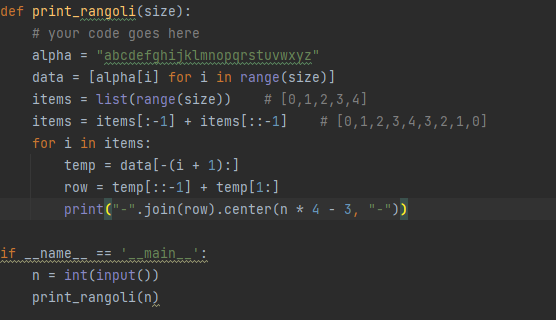 def print_rangoli(size):
    # your code goes here
    alpha = "abcdefghijklmnopqrstuvwxyz"
    data = [alpha[i] for i in range(size)]
    items = list(range(size))    # [0,1,2,3,4]
    items = items[:-1] + items[::-1]    # [0,1,2,3,4,3,2,1,0]
    for i in items:
        temp = data[-(i + 1):]
        row = temp[::-1] + temp[1:]
        print("-".join(row).center(n * 4 - 3, "-"))

if __name__ == '__main__':
    n = int(input())
    print_rangoli(n)